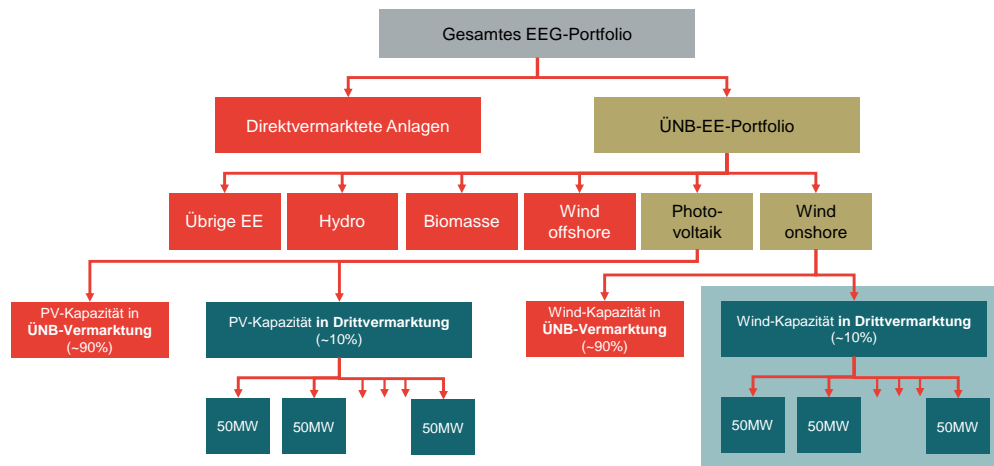 Gesamtes EEG-Portfolio
Direktvermarktete Anlagen
ÜNB-EE-Portfolio
Übrige EE
Hydro
Biomasse
Wind
offshore
Photo-
voltaik
Wind
onshore
PV-Kapazität in
ÜNB-Vermarktung
(~90%)
PV-Kapazität in Drittvermarktung
(~10%)
Wind-Kapazität in
ÜNB-Vermarktung
(~90%)
Wind-Kapazität in Drittvermarktung
(~10%)
50MW
50MW
50MW
50MW
50MW
50MW